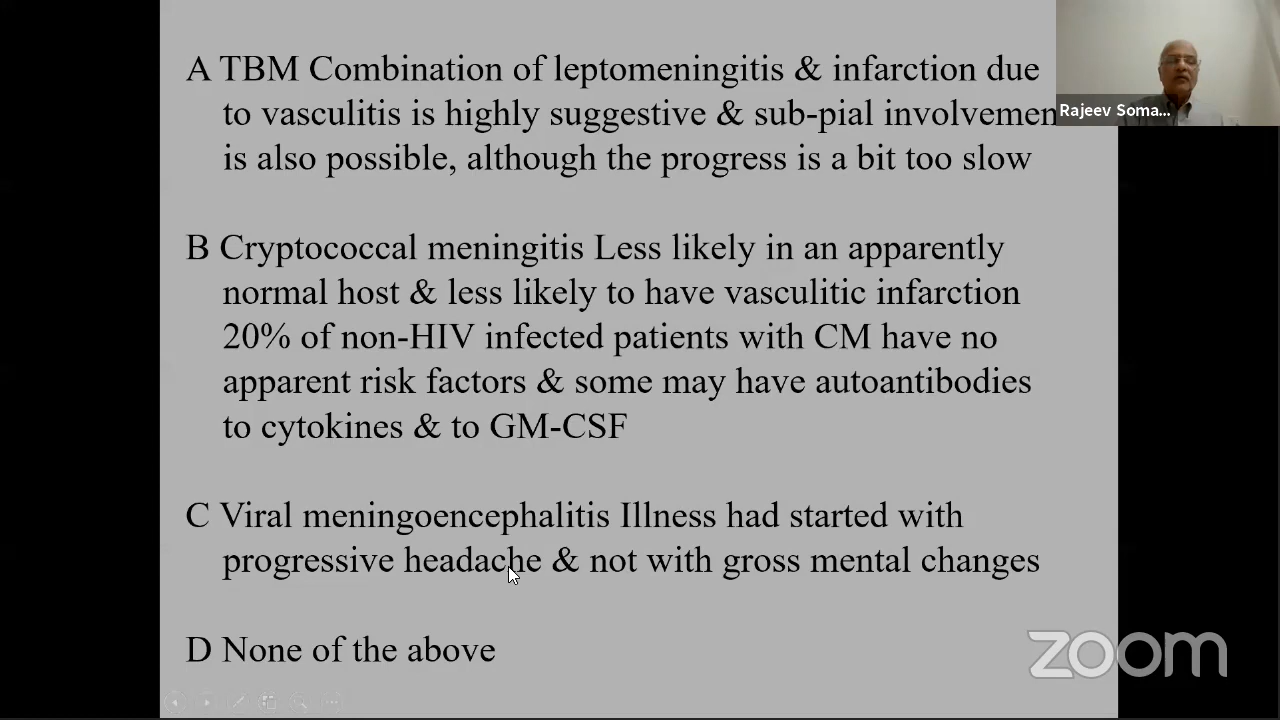 A TBM Combination of leptomeningitis & infarction due
to vasculitis is highly suggestive & sub-pial involvemen
is also possible, although the progress is a bit too slow
B Cryptococcal meningitis Less likely in an apparently
normal host & less likely to have vasculitic infarction
20% of non-HIV infected patients with CM have no
apparent risk factors & some may have autoantibodies
to cytokines & to GM-CSF
C Viral meningoencephalitis Illness had started with
progressive headache & not with gross mental changes
D None of the above
Rajeev Soma...
zoom